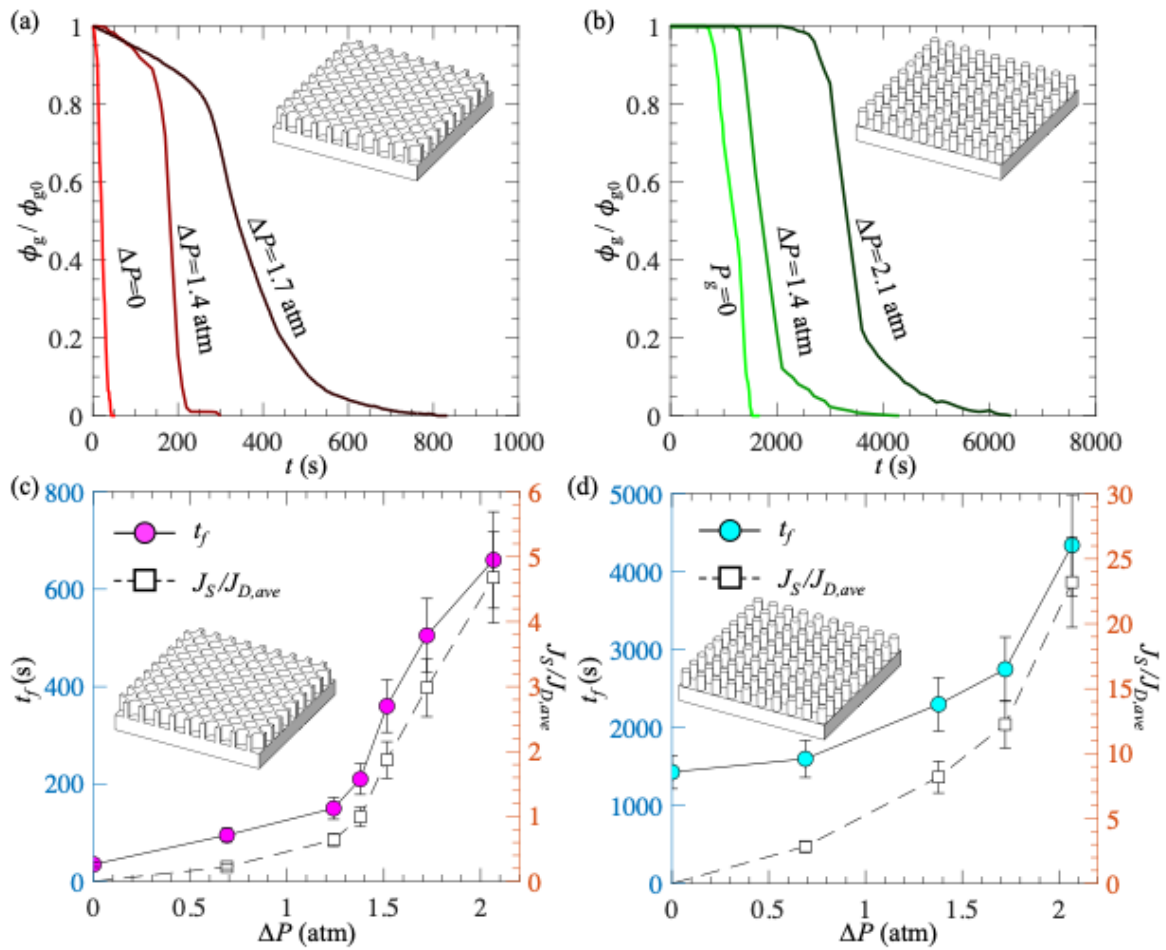 (a)
1
0.8
0.6
0.4
0.2
0
ϕg / ϕg0
ΔP=0
ΔP=1.4 atm
ΔP=1.7 atm
0 200 400 600 800 1000
t (s)
(b)
1
0.8
0.6
0.4
0.2
0
ϕg / ϕg0
Pg=0
ΔP=1.4 atm
ΔP=2.1 atm
0 2000 4000 6000 8000
t (s)
(c)
800
600
400
200
0
tf (s)
tf
JS/JD,ave
6
5
4
3
2
1
0
JS/JD,ave
0 0.5 1 1.5 2
ΔP (atm)
(d)
5000
4000
3000
2000
1000
0
tf (s)
tf
JS/JD,ave
30
25
20
15
10
5
0
JS/JD,ave
0 0.5 1 1.5 2
ΔP (atm)